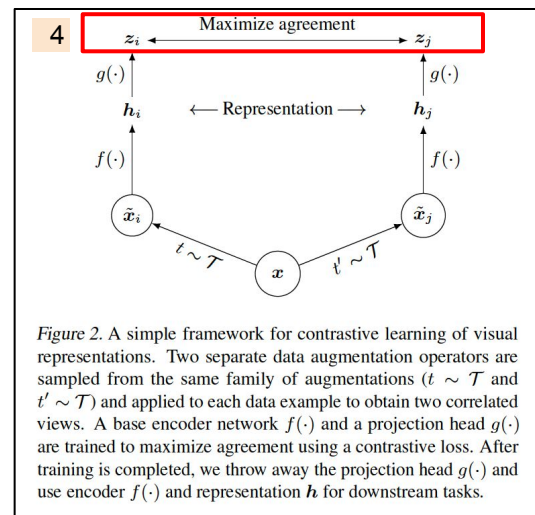 4
Maximize agreement
z_i z_j
g(·) g(·)
h_i ← Representation → h_j
f(·) f(·)
x̃_i x̃_j
t ∼ 𝒯 t′ ∼ 𝒯
x
Figure 2. A simple framework for contrastive learning of visual
representations. Two separate data augmentation operators are
sampled from the same family of augmentations (t ∼ 𝒯 and
t′ ∼ 𝒯) and applied to each data example to obtain two correlated
views. A base encoder network f(·) and a projection head g(·)
are trained to maximize agreement using a contrastive loss. After
training is completed, we throw away the projection head g(·) and
use encoder f(·) and representation h for downstream tasks.